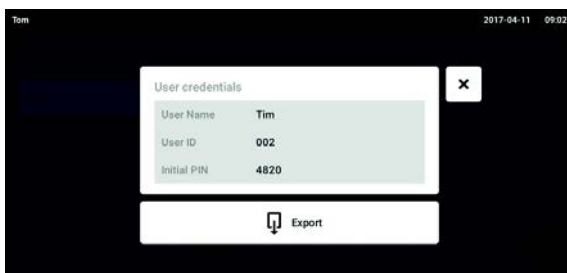 Tom 2017-04-11 09:02
User credentials
User Name Tim
User ID 002
Initial PIN 4820
Export